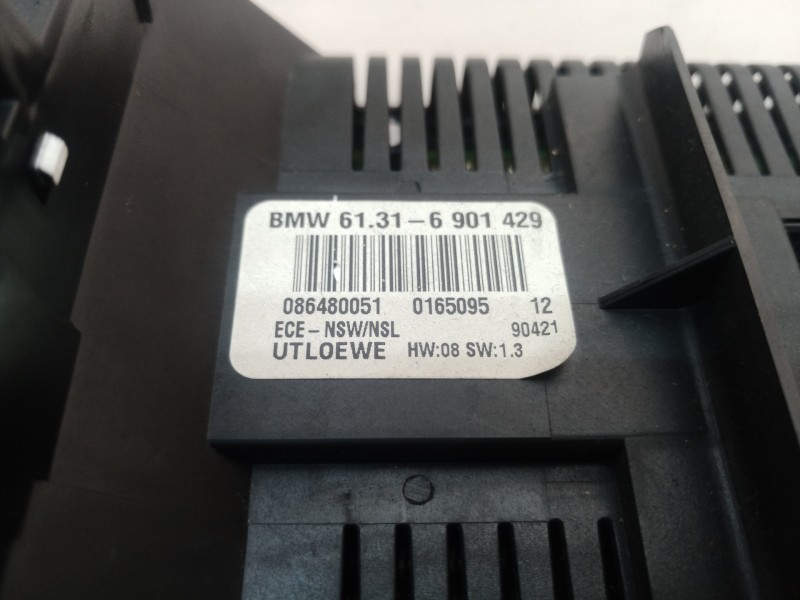 BMW 61.31-6 901 429
086480051 0165095 12
ECE-NSW/NSL 90421
UTLOEWE HW:08 SW:1.3